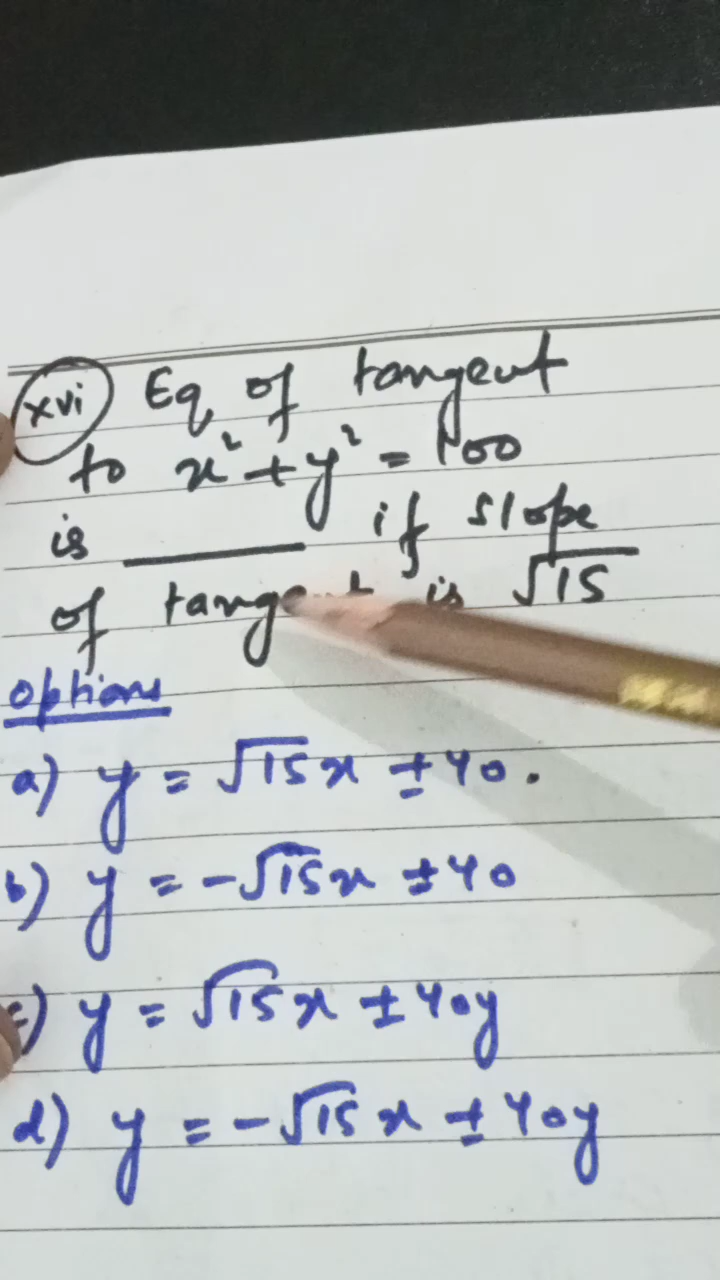 xvi) Eq of tangent
to x² + y² = 100
is ______ if slope
of tangent is √15
options
a) y = √15x ± 40.
b) y = -√15x ± 40
c) y = √15x ± 40y
d) y = -√15x ± 40y